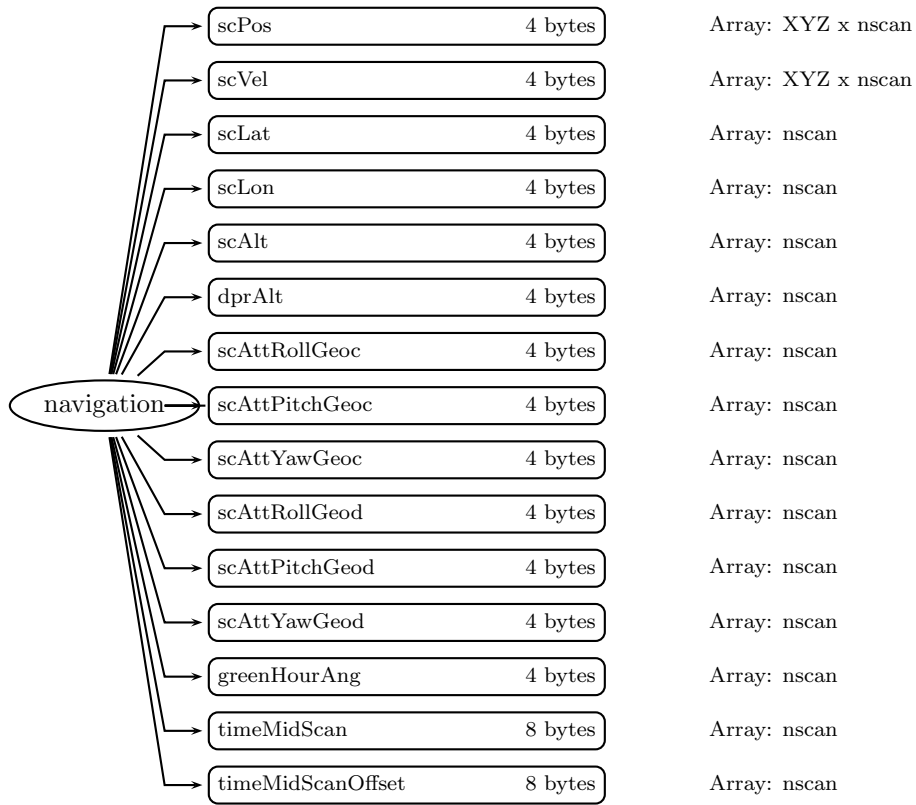 scPos 4 bytes Array: XYZ x nscan
scVel 4 bytes Array: XYZ x nscan
scLat 4 bytes Array: nscan
scLon 4 bytes Array: nscan
scAlt 4 bytes Array: nscan
dprAlt 4 bytes Array: nscan
scAttRollGeoc 4 bytes Array: nscan
navigation scAttPitchGeoc 4 bytes Array: nscan
scAttYawGeoc 4 bytes Array: nscan
scAttRollGeod 4 bytes Array: nscan
scAttPitchGeod 4 bytes Array: nscan
scAttYawGeod 4 bytes Array: nscan
greenHourAng 4 bytes Array: nscan
timeMidScan 8 bytes Array: nscan
timeMidScanOffset 8 bytes Array: nscan